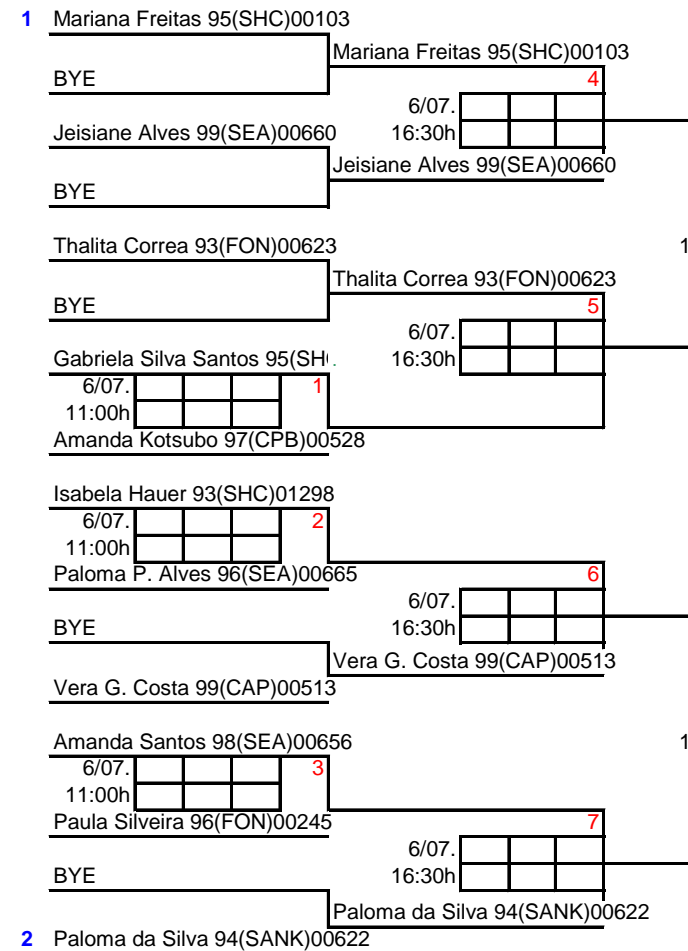 1 Mariana Freitas 95(SHC)00103
Mariana Freitas 95(SHC)00103
BYE
4
6/07.
Jeisiane Alves 99(SEA)00660
16:30h
Jeisiane Alves 99(SEA)00660
BYE
Thalita Correa 93(FON)00623
1
Thalita Correa 93(FON)00623
BYE
5
6/07.
Gabriela Silva Santos 95(SH
16:30h
6/07.
1
11:00h
Amanda Kotsubo 97(CPB)00528
Isabela Hauer 93(SHC)01298
6/07.
2
11:00h
Paloma P. Alves 96(SEA)00665
6
6/07.
BYE
16:30h
Vera G. Costa 99(CAP)00513
Vera G. Costa 99(CAP)00513
Amanda Santos 98(SEA)00656
1
6/07.
3
11:00h
Paula Silveira 96(FON)00245
7
6/07.
BYE
16:30h
Paloma da Silva 94(SANK)00622
2 Paloma da Silva 94(SANK)00622